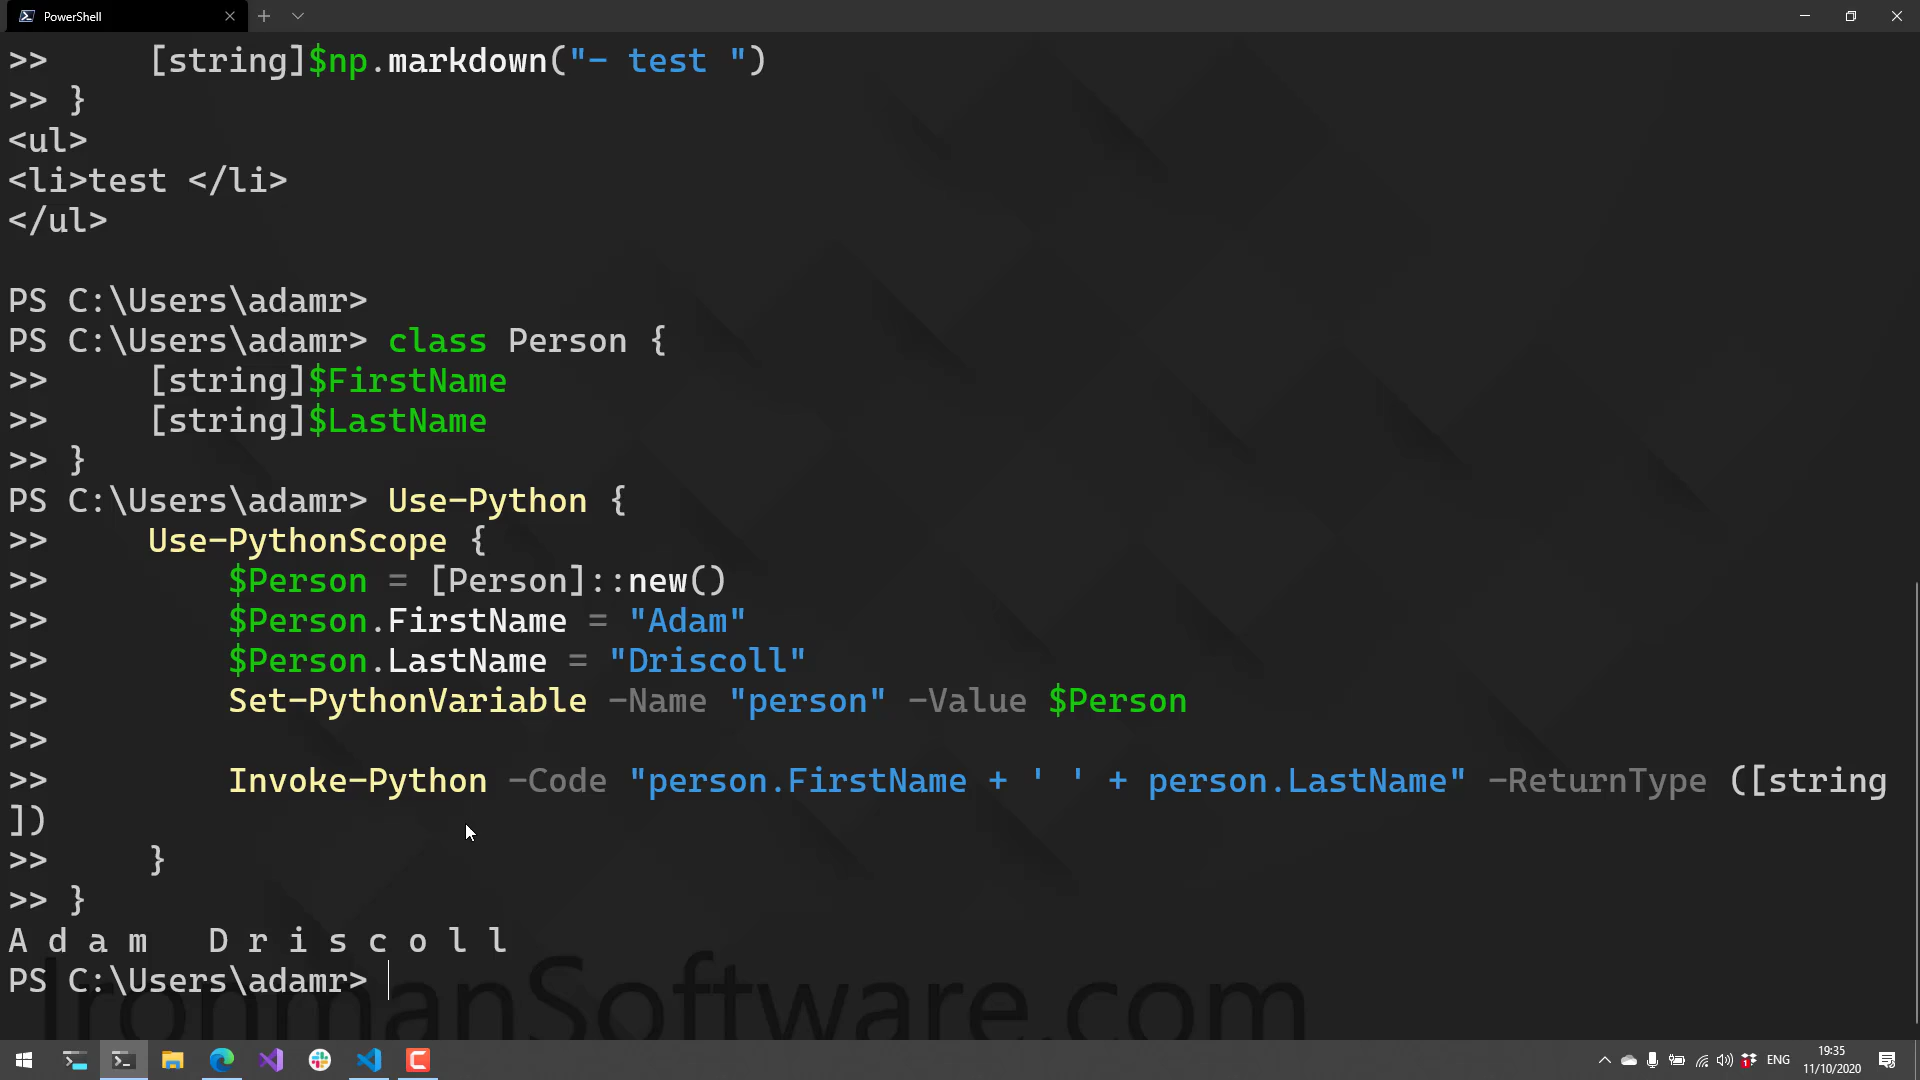 PowerShell
>>     [string]$np.markdown("- test ")
>> }
<ul>
<li>test </li>
</ul>
PS C:\Users\adamr>
PS C:\Users\adamr> class Person {
>>     [string]$FirstName
>>     [string]$LastName
>> }
PS C:\Users\adamr> Use-Python {
>>     Use-PythonScope {
>>         $Person = [Person]::new()
>>         $Person.FirstName = "Adam"
>>         $Person.LastName = "Driscoll"
>>         Set-PythonVariable -Name "person" -Value $Person
>>
>>         Invoke-Python -Code "person.FirstName + ' ' + person.LastName" -ReturnType ([string
])
>>     }
>> }
A d a m   D r i s c o l l
PS C:\Users\adamr>
IronmanSoftware.com
ENG
19:35
11/10/2020